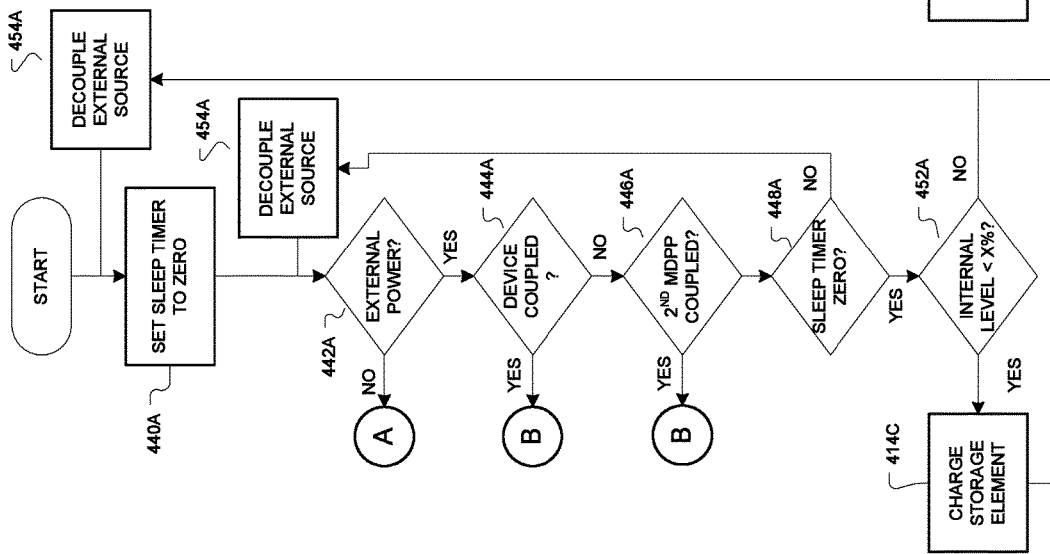 START
454A
DECOUPLE
EXTERNAL
SOURCE
440A
SET SLEEP TIMER
TO ZERO
454A
DECOUPLE
EXTERNAL
SOURCE
442A
EXTERNAL
POWER?
NO
A
YES
444A
DEVICE
COUPLED
?
YES
B
NO
446A
2ND MDPP
COUPLED?
YES
B
448A
SLEEP TIMER
ZERO?
NO
YES
452A
INTERNAL
LEVEL < X%?
NO
YES
414C
CHARGE
STORAGE
ELEMENT